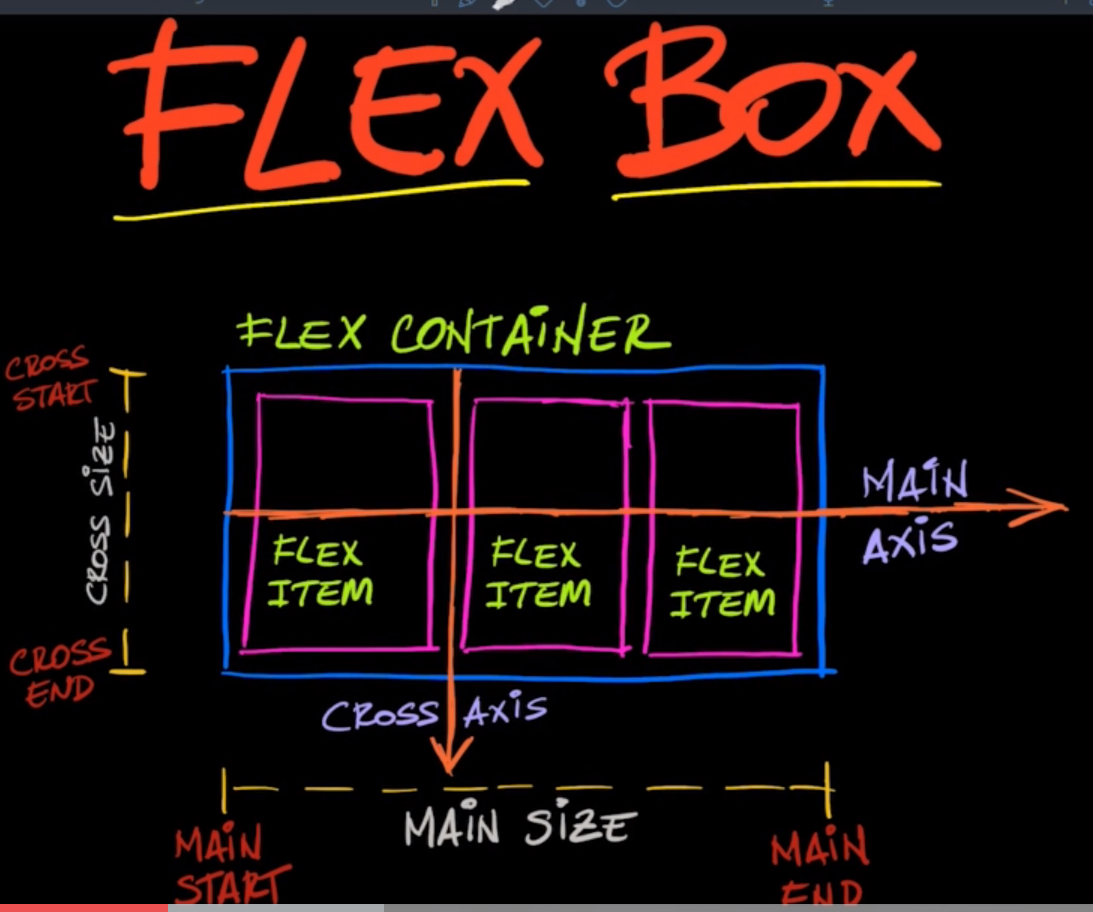 FLEX BOX
FLEX CONTAINER
CROSS
START
CROSS SIZE
CROSS
END
FLEX
ITEM
FLEX
ITEM
FLEX
ITEM
MAIN
AXIS
CROSS AXIS
MAIN SIZE
MAIN
START
MAIN
END